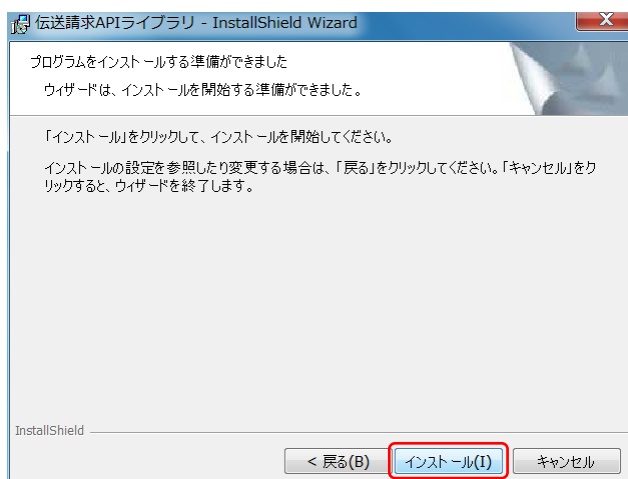 伝送請求APIライブラリ - InstallShield Wizard
プログラムをインストールする準備ができました
ウィザードは、インストールを開始する準備ができました。
「インストール」をクリックして、インストールを開始してください。
インストールの設定を参照したり変更する場合は、「戻る」をクリックしてください。「キャンセル」をク
リックすると、ウィザードを終了します。
InstallShield
< 戻る(B) インストール(I) キャンセル